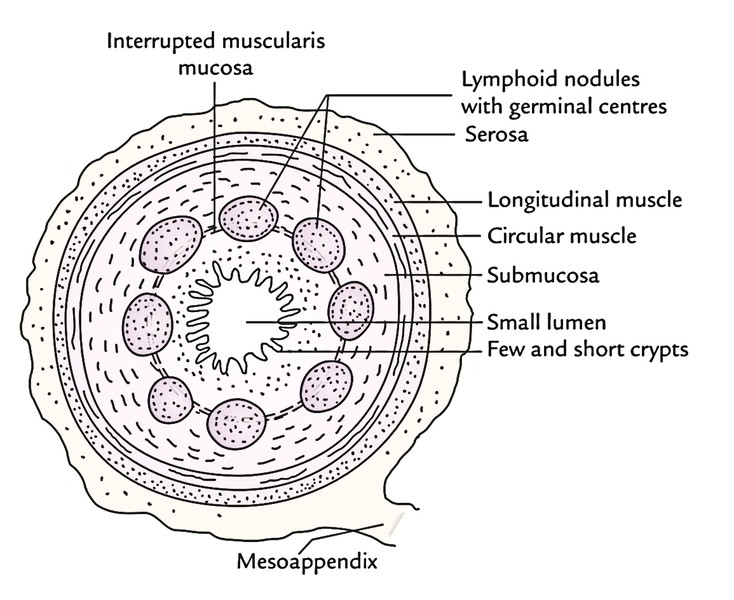 Interrupted muscularis
mucosa
Lymphoid nodules
with germinal centres
Serosa
Longitudinal muscle
Circular muscle
Submucosa
Small lumen
Few and short crypts
Mesoappendix